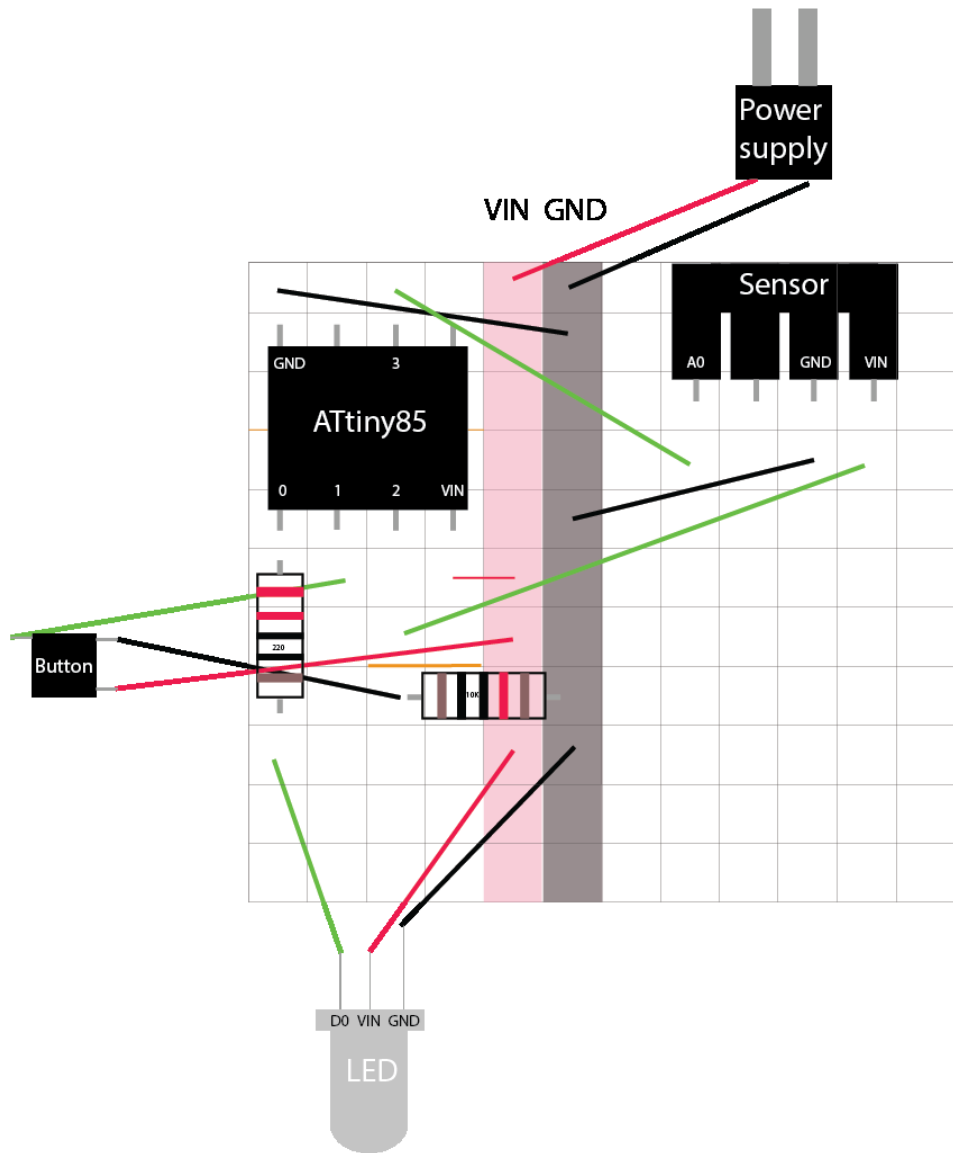 Power
supply
VIN GND
Sensor
A0 GND VIN
GND 3
ATtiny85
0 1 2 VIN
220
Button
10K
D0 VIN GND
LED